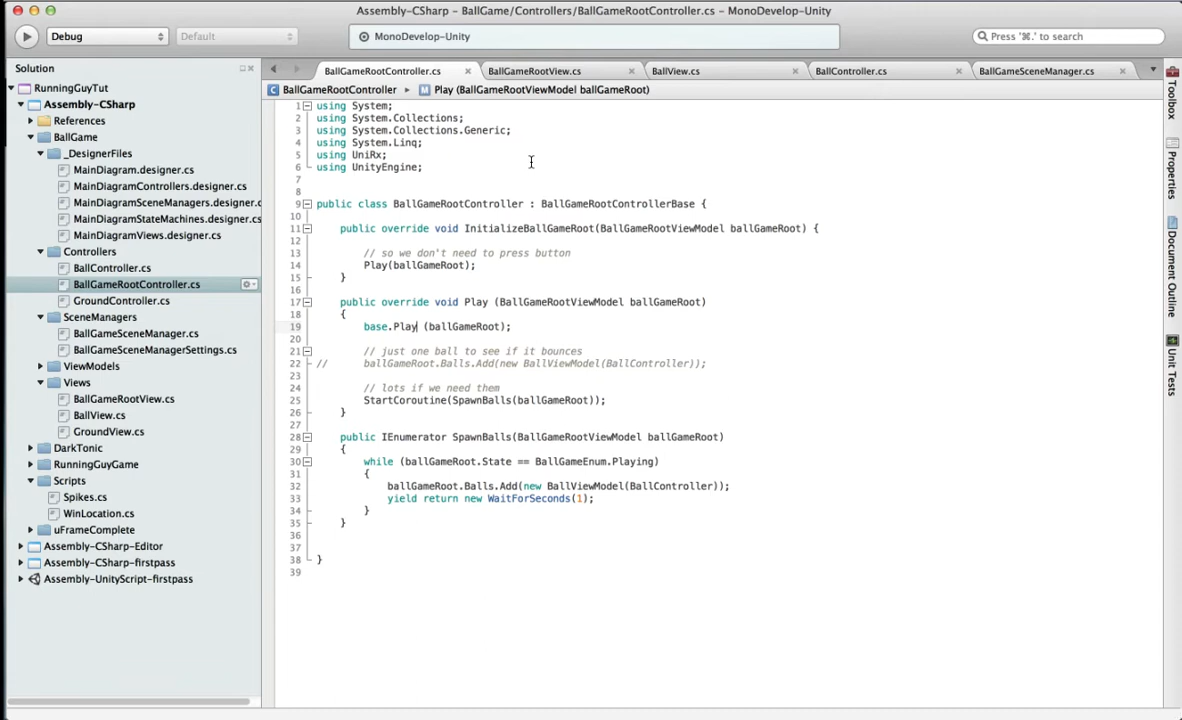 Assembly-CSharp – BallGame/Controllers/BallGameRootController.cs – MonoDevelop-Unity
Debug
Default
MonoDevelop-Unity
Press '⌘.' to search
Solution
RunningGuyTut
Assembly-CSharp
References
BallGame
_DesignerFiles
MainDiagram.designer.cs
MainDiagramControllers.designer.cs
MainDiagramSceneManagers.designer.c
MainDiagramStateMachines.designer.cs
MainDiagramViews.designer.cs
Controllers
BallController.cs
BallGameRootController.cs
GroundController.cs
SceneManagers
BallGameSceneManager.cs
BallGameSceneManagerSettings.cs
ViewModels
Views
BallGameRootView.cs
BallView.cs
GroundView.cs
DarkTonic
RunningGuyGame
Scripts
Spikes.cs
WinLocation.cs
uFrameComplete
Assembly-CSharp-Editor
Assembly-CSharp-firstpass
Assembly-UnityScript-firstpass
BallGameRootController.cs
BallGameRootView.cs
BallView.cs
BallController.cs
BallGameSceneManager.cs
BallGameRootController
Play (BallGameRootViewModel ballGameRoot)
1 using System;
2 using System.Collections;
3 using System.Collections.Generic;
4 using System.Linq;
5 using UniRx;
6 using UnityEngine;
7
8
9 public class BallGameRootController : BallGameRootControllerBase {
10
11 public override void InitializeBallGameRoot(BallGameRootViewModel ballGameRoot) {
12
13 // so we don't need to press button
14 Play(ballGameRoot);
15 }
16
17 public override void Play (BallGameRootViewModel ballGameRoot)
18 {
19 base.Play (ballGameRoot);
20
21 // just one ball to see if it bounces
22 // ballGameRoot.Balls.Add(new BallViewModel(BallController));
23
24 // lots if we need them
25 StartCoroutine(SpawnBalls(ballGameRoot));
26 }
27
28 public IEnumerator SpawnBalls(BallGameRootViewModel ballGameRoot)
29 {
30 while (ballGameRoot.State == BallGameEnum.Playing)
31 {
32 ballGameRoot.Balls.Add(new BallViewModel(BallController));
33 yield return new WaitForSeconds(1);
34 }
35 }
36
37
38 }
39
Toolbox
Properties
Document Outline
Unit Tests